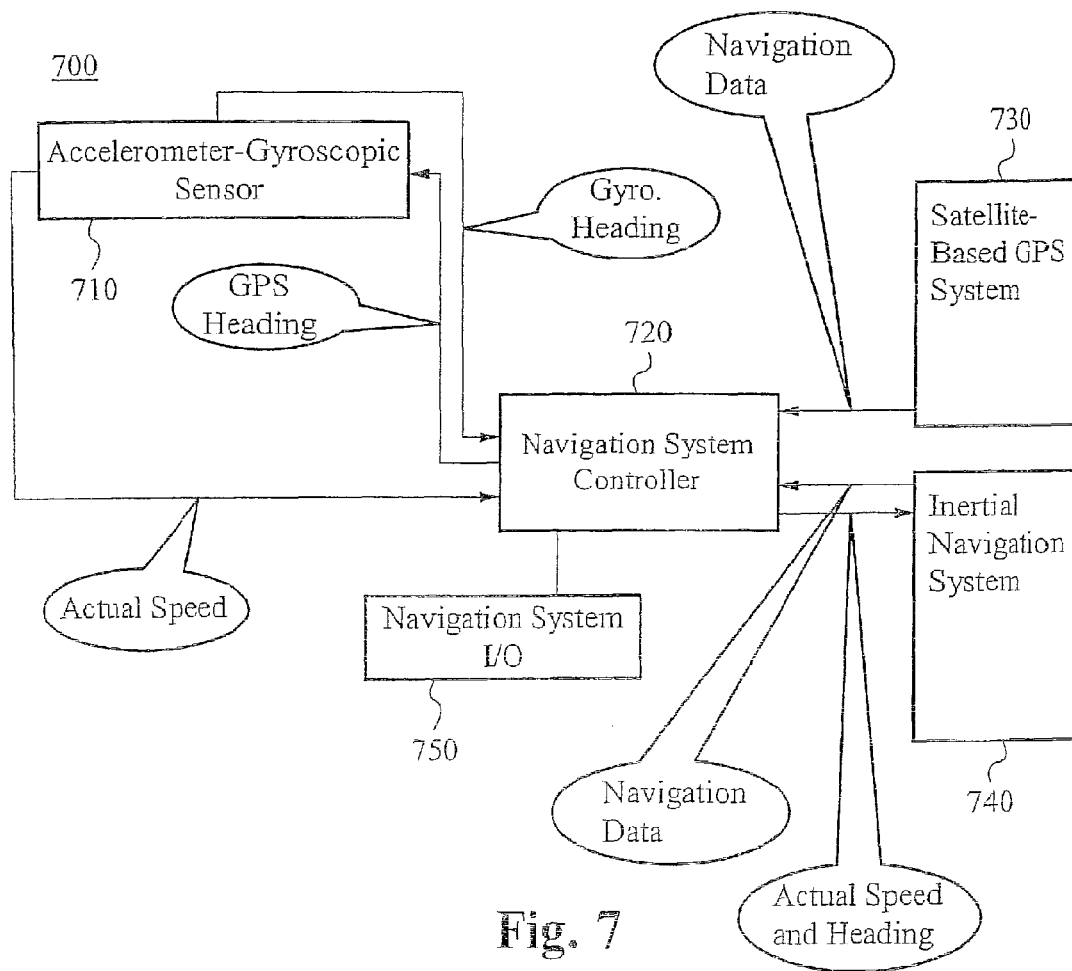 700
Navigation
Data
730
Accelerometer-Gyroscopic
Sensor
710
Gyro.
Heading
GPS
Heading
Satellite-
Based GPS
System
720
Navigation System
Controller
Inertial
Navigation
System
Actual Speed
Navigation System
I/O
750
740
Navigation
Data
Actual Speed
and Heading
Fig. 7